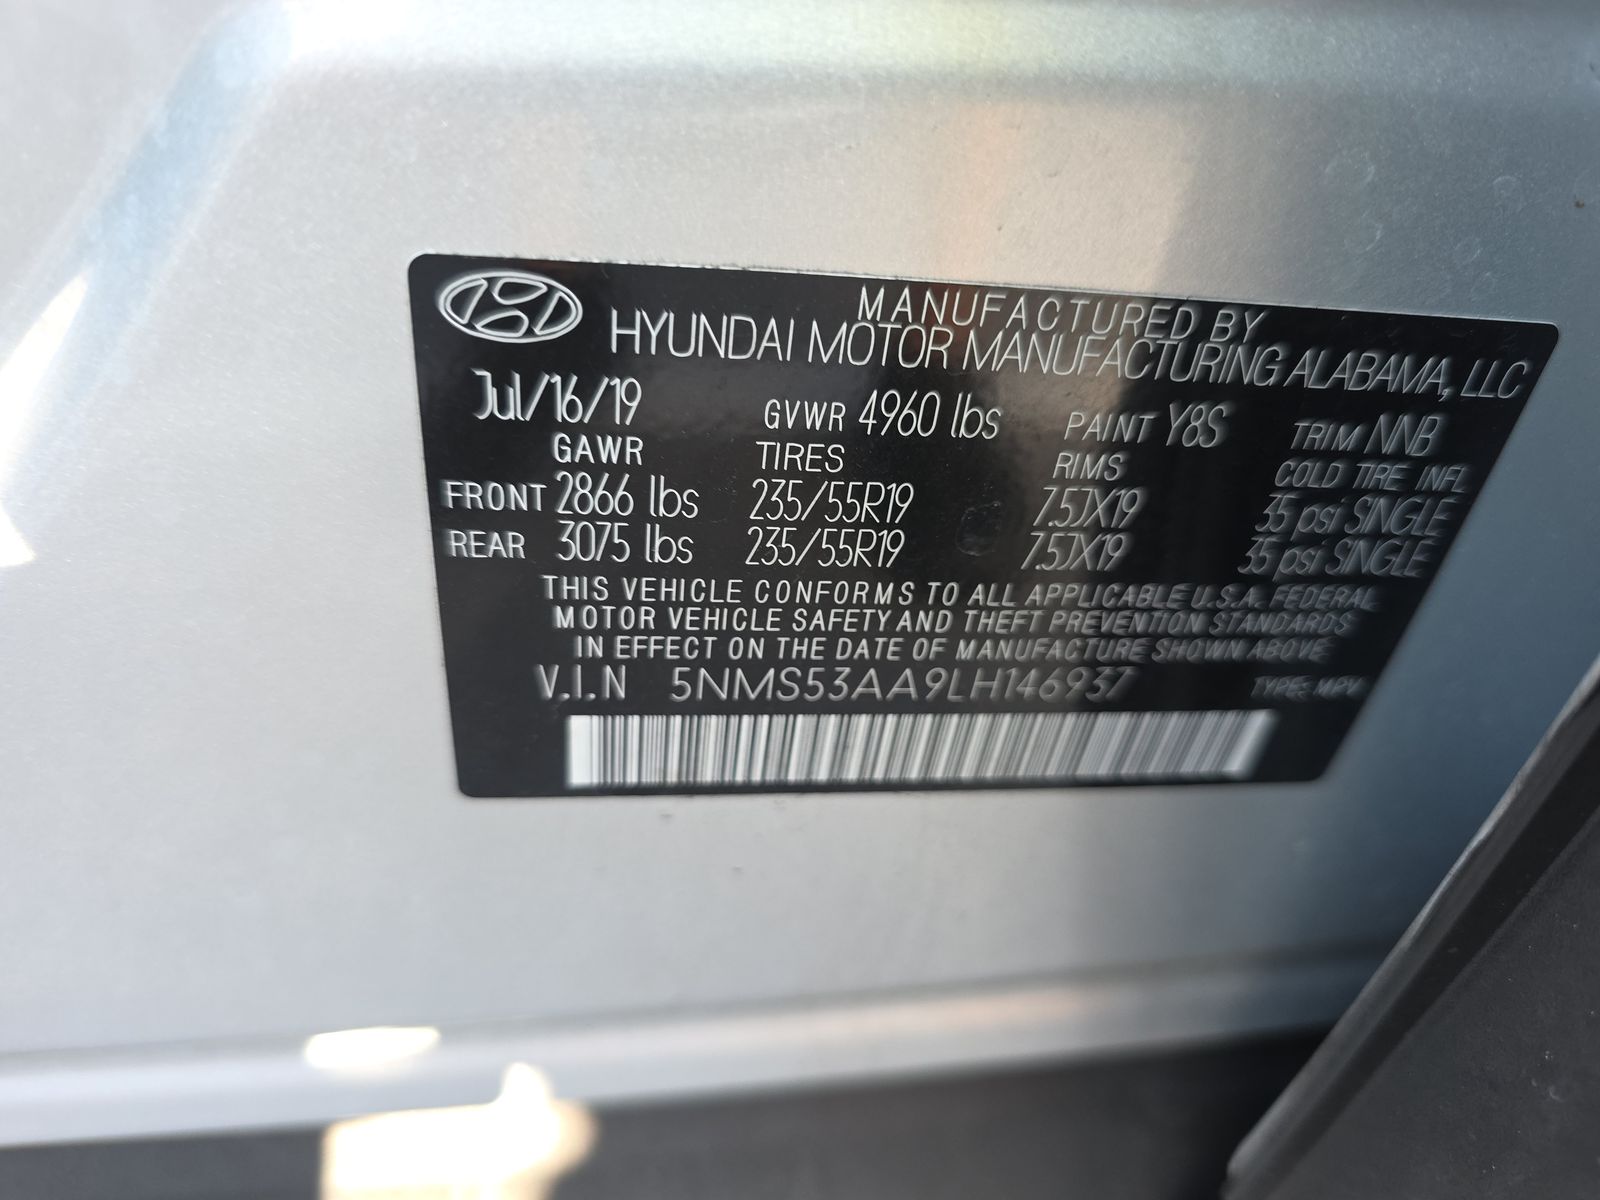 MANUFACTURED BY
HYUNDAI MOTOR MANUFACTURING ALABAMA, LLC
Jul/16/19 GVWR 4960 lbs PAINT Y8S TRIM NNB
GAWR TIRES RIMS COLD TIRE INFL
FRONT 2866 lbs 235/55R19 7.5JX19 35 psi SINGLE
REAR 3075 lbs 235/55R19 7.5JX19 35 psi SINGLE
THIS VEHICLE CONFORMS TO ALL APPLICABLE U.S.A. FEDERAL
MOTOR VEHICLE SAFETY AND THEFT PREVENTION STANDARDS
IN EFFECT ON THE DATE OF MANUFACTURE SHOWN ABOVE
V.I.N 5NMS53AA9LH146937 TYPE: MPV